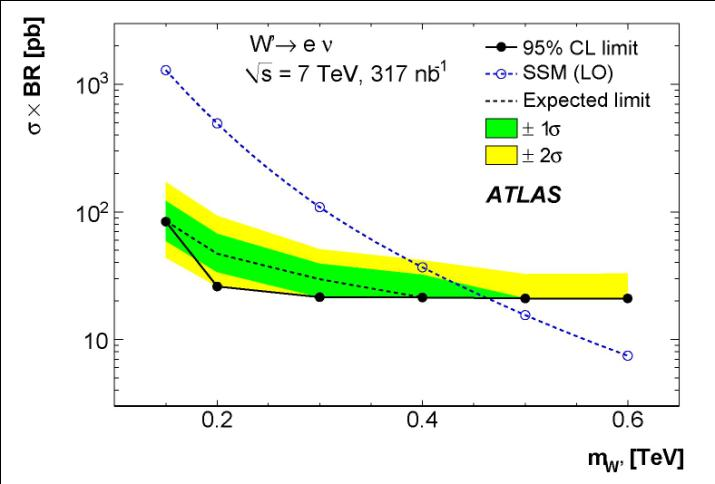 σ × BR [pb]
W'→ e ν
√s = 7 TeV, 317 nb⁻¹
95% CL limit
SSM (LO)
Expected limit
± 1σ
± 2σ
ATLAS
10³
10²
10
0.2 0.4 0.6
m_W' [TeV]